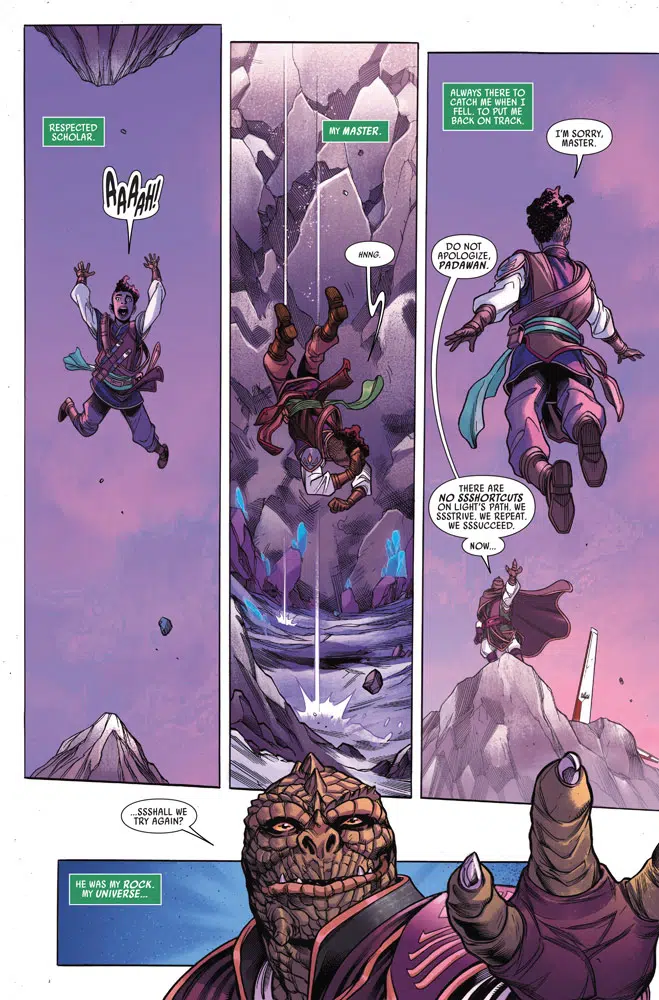 RESPECTED
SCHOLAR.
AAAAH!
MY MASTER.
HNNG.
ALWAYS THERE TO
CATCH ME WHEN I
FELL. TO PUT ME
BACK ON TRACK.
I'M SORRY,
MASTER.
DO NOT
APOLOGIZE,
PADAWAN.
THERE ARE
NO SSSHORTCUTS
ON LIGHT'S PATH. WE
SSSTRIVE. WE REPEAT.
WE SSSUCCEED.
NOW...
...SSSHALL WE
TRY AGAIN?
HE WAS MY ROCK.
MY UNIVERSE...